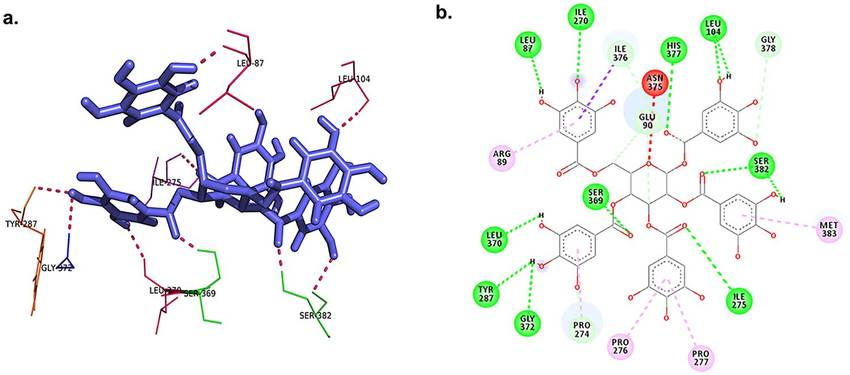 a.
LEU-87
LEU-104
ILE-275
TYR-287
GLY-372
LEU-370
SER-369
SER-382
b.
ILE
270
LEU
104
LEU
87
ILE
376
HIS
377
GLY
378
ASN
375
GLU
90
ARG
89
SER
382
SER
369
LEU
370
MET
383
TYR
287
GLY
372
ILE
275
PRO
274
PRO
276
PRO
277
H
H
H
H
H